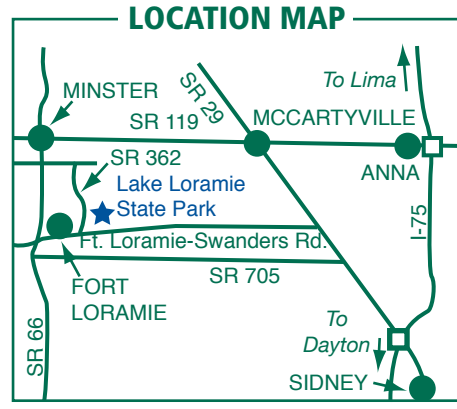 LOCATION MAP
To Lima
MINSTER
SR 29
SR 119
MCCARTYVILLE
SR 362
ANNA
Lake Loramie
State Park
I-75
Ft. Loramie-Swanders Rd.
SR 705
FORT
LORAMIE
SR 66
To
Dayton
SIDNEY